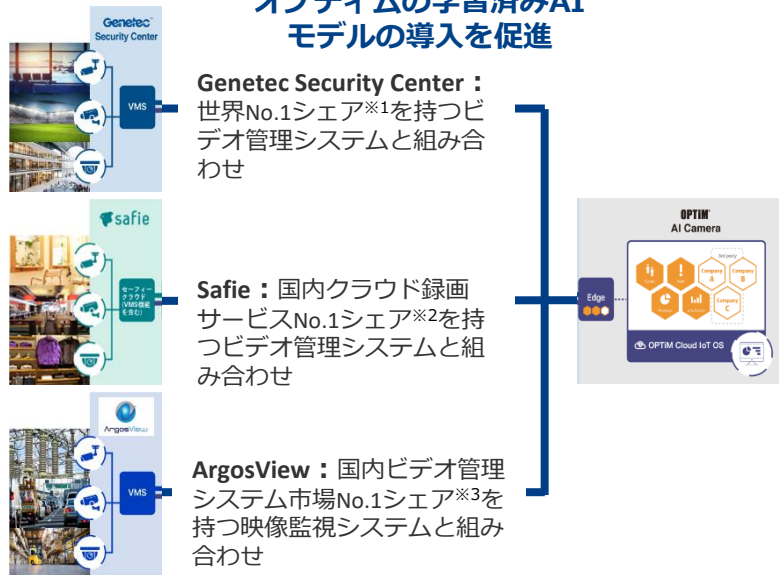 オプティムの学習済みAI
モデルの導入を促進
Genetec
Security Center
VMS
Genetec Security Center：
世界No.1シェア※1を持つビ
デオ管理システムと組み合
わせ
safie
セーフィー
クラウド
(VMS機能
を含む)
Safie：国内クラウド録画
サービスNo.1シェア※2を持
つビデオ管理システムと組
み合わせ
ArgosView
VMS
ArgosView：国内ビデオ管理
システム市場No.1シェア※3を
持つ映像監視システムと組み
合わせ
OPTiM
AI Camera
Edge
3rd party
Company
A
Company
B
Company
C
OPTiM Cloud IoT OS